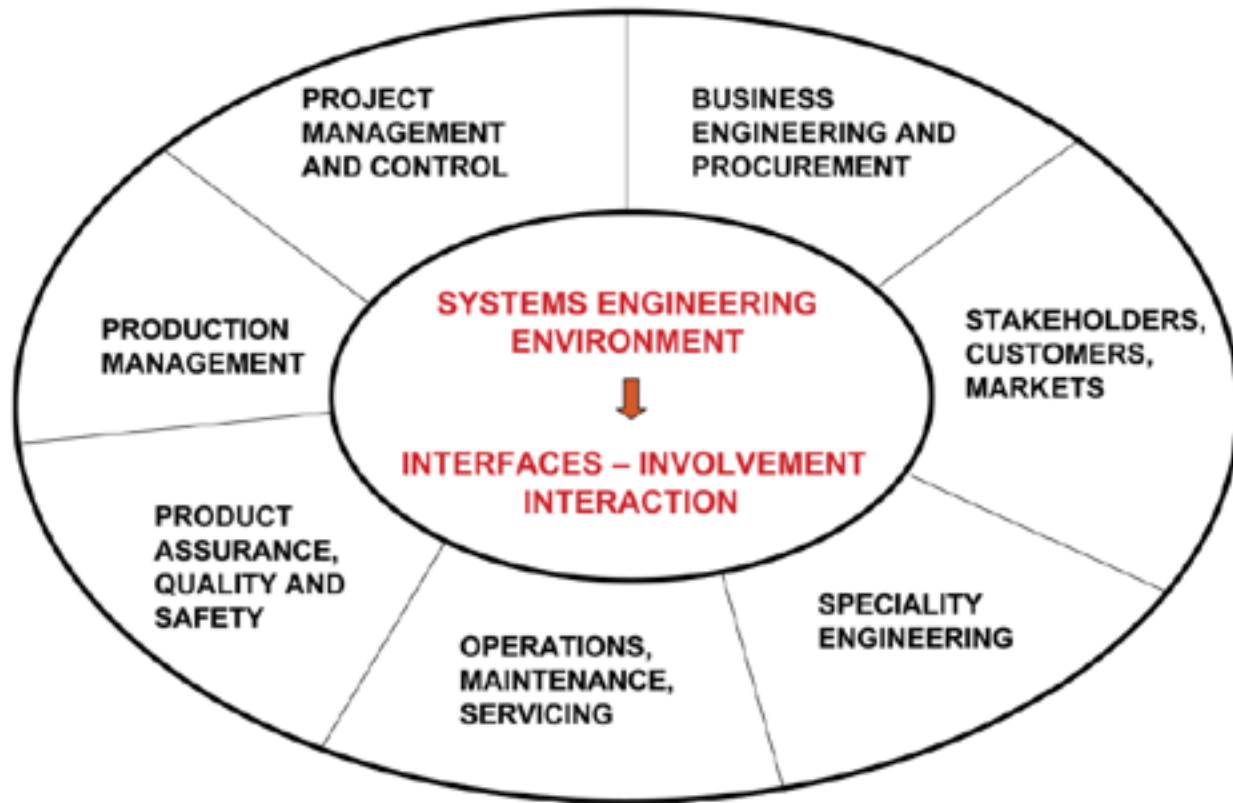 PROJECT
MANAGEMENT
AND CONTROL
BUSINESS
ENGINEERING AND
PROCUREMENT
SYSTEMS ENGINEERING
ENVIRONMENT
INTERFACES – INVOLVEMENT
INTERACTION
STAKEHOLDERS,
CUSTOMERS,
MARKETS
PRODUCTION
MANAGEMENT
PRODUCT
ASSURANCE,
QUALITY AND
SAFETY
OPERATIONS,
MAINTENANCE,
SERVICING
SPECIALITY
ENGINEERING